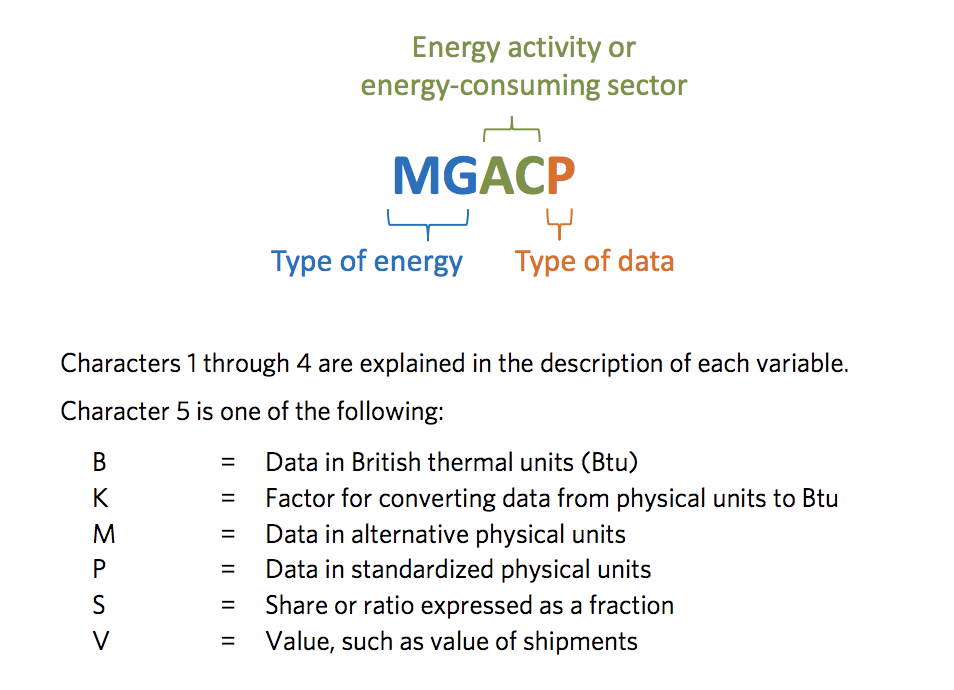 Energy activity or
energy-consuming sector
MGACP
Type of energy Type of data
Characters 1 through 4 are explained in the description of each variable.
Character 5 is one of the following:
B = Data in British thermal units (Btu)
K = Factor for converting data from physical units to Btu
M = Data in alternative physical units
P = Data in standardized physical units
S = Share or ratio expressed as a fraction
V = Value, such as value of shipments